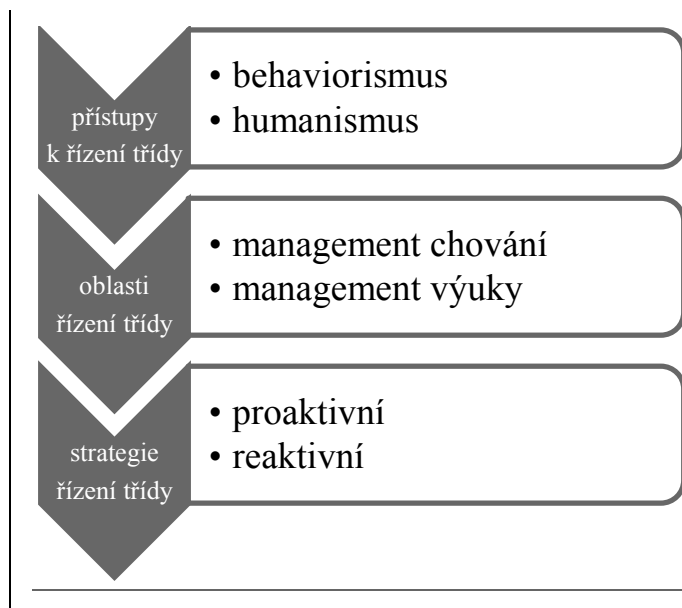 přístupy
k řízení třídy
• behaviorismus
• humanismus
oblasti
řízení třídy
• management chování
• management výuky
strategie
řízení třídy
• proaktivní
• reaktivní